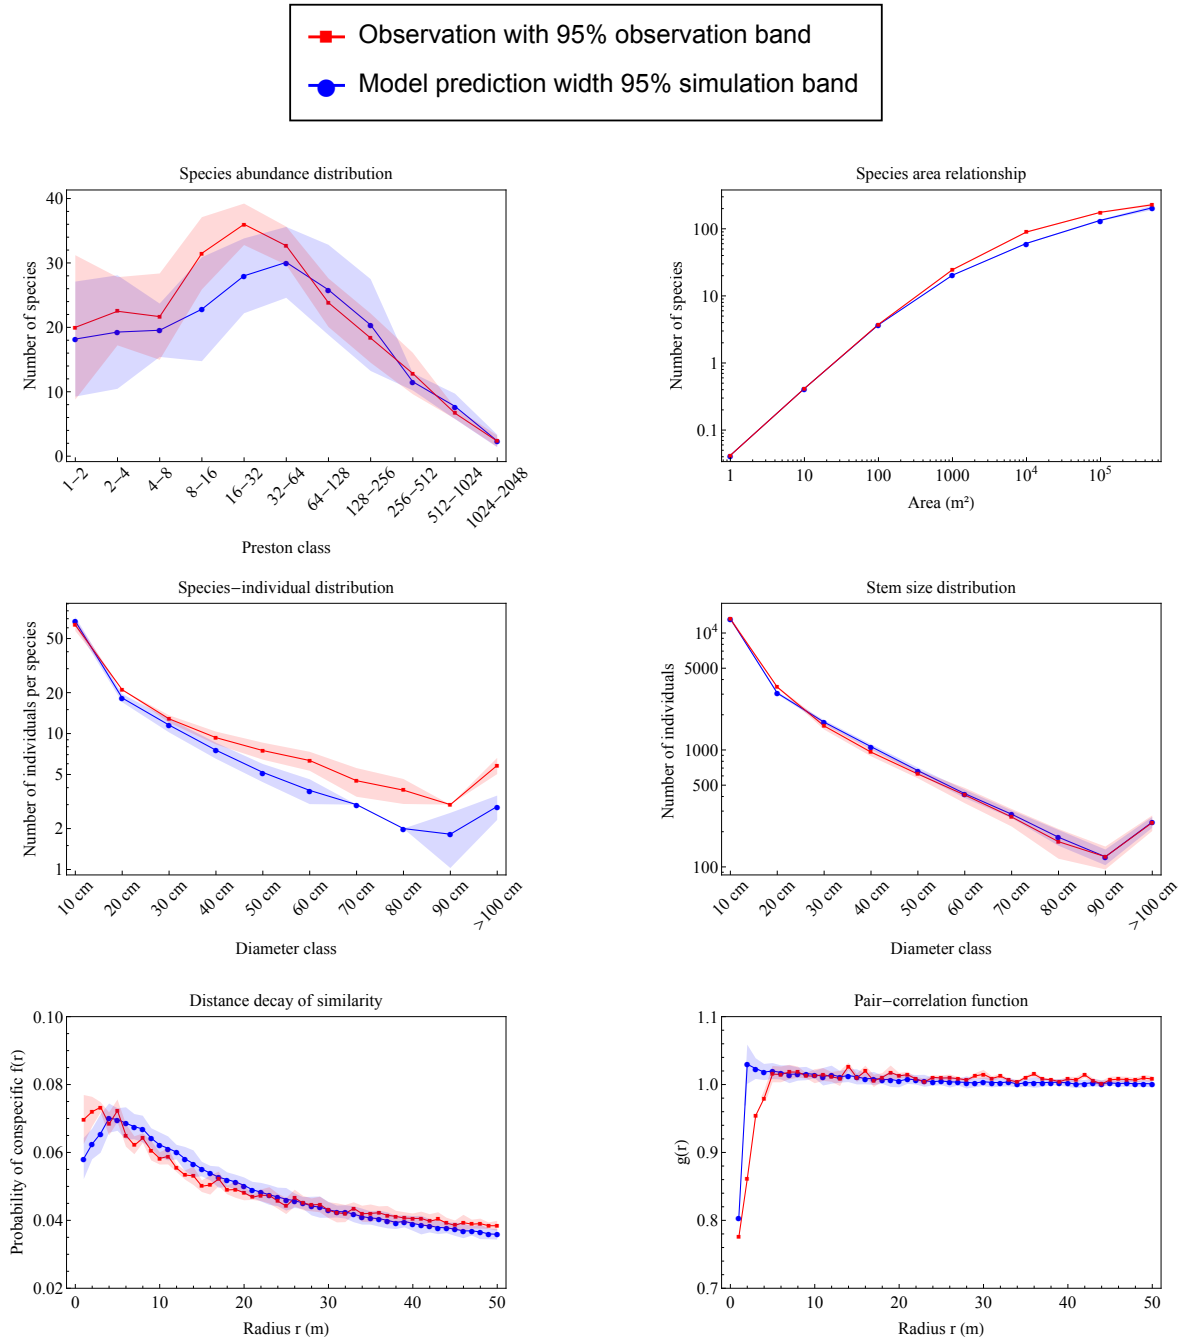 Observation with 95% observation band
Model prediction width 95% simulation band
Species abundance distribution
Number of species
40
30
20
10
0
1−2
2−4
4−8
8−16
16−32
32−64
64−128
128−256
256−512
512−1024
1024−2048
Preston class
Species area relationship
Number of species
100
10
1
0.1
1
10
100
1000
10⁴
10⁵
Area (m²)
Species−individual distribution
Number of individuals per species
50
20
10
5
2
1
10 cm
20 cm
30 cm
40 cm
50 cm
60 cm
70 cm
80 cm
90 cm
>100 cm
Diameter class
Stem size distribution
Number of individuals
10⁴
5000
1000
500
100
10 cm
20 cm
30 cm
40 cm
50 cm
60 cm
70 cm
80 cm
90 cm
>100 cm
Diameter class
Distance decay of similarity
Probability of conspecific f(r)
0.10
0.08
0.06
0.04
0.02
0
10
20
30
40
50
Radius r (m)
Pair−correlation function
g(r)
1.1
1.0
0.9
0.8
0.7
0
10
20
30
40
50
Radius r (m)